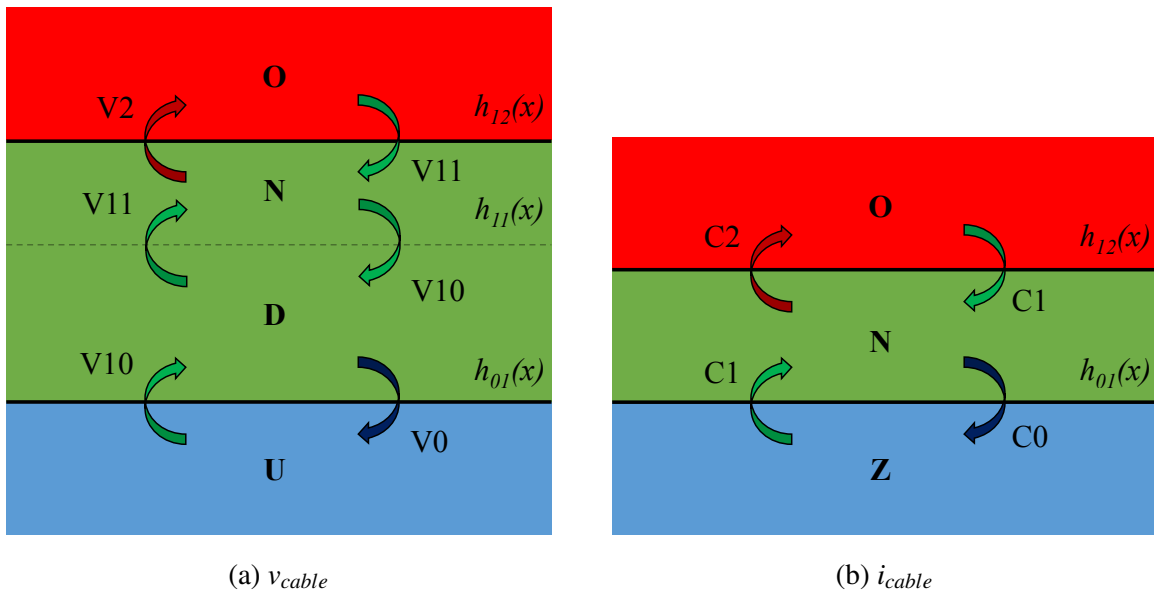 O
V2
h12(x)
V11
N
V11
h11(x)
V10
D
V10
h01(x)
V0
U
(a) vcable
O
C2
h12(x)
C1
N
C1
h01(x)
C0
Z
(b) icable